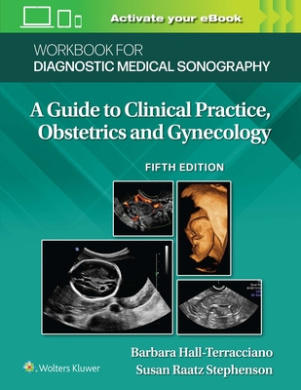 Activate your eBook
WORKBOOK FOR
DIAGNOSTIC MEDICAL SONOGRAPHY
A Guide to Clinical Practice,
Obstetrics and Gynecology
FIFTH EDITION
Barbara Hall-Terracciano
Susan Raatz Stephenson
Wolters Kluwer